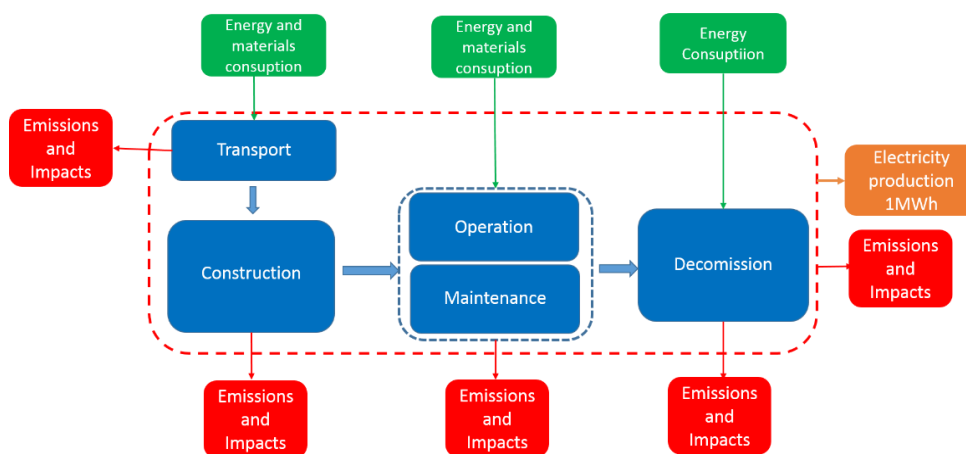 Energy and
materials
consuption
Energy and
materials
consuption
Energy
Consuptiion
Emissions
and
Impacts
Transport
Electricity
production
1MWh
Operation
Construction
Maintenance
Decomission
Emissions
and
Impacts
Emissions
and
Impacts
Emissions
and
Impacts
Emissions
and
Impacts